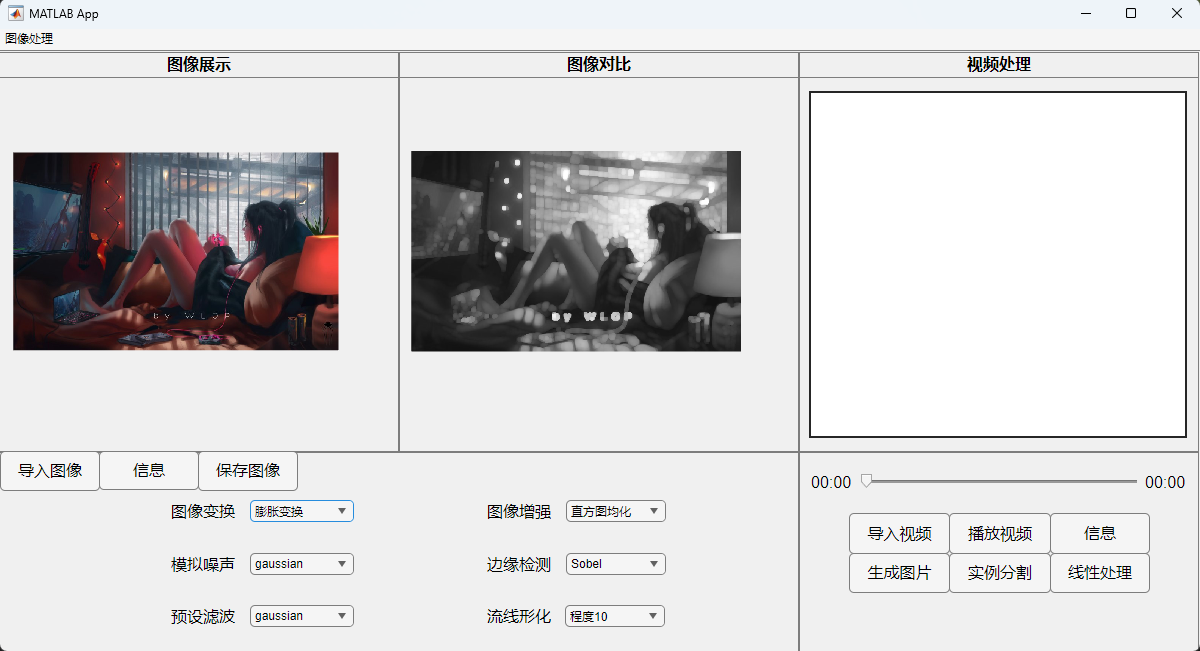 MATLAB App
图像处理
图像展示
图像对比
视频处理
by WLOP
by WLOP
导入图像
信息
保存图像
00:00
00:00
图像变换
膨胀变换
图像增强
直方图均化
导入视频
播放视频
信息
模拟噪声
gaussian
边缘检测
Sobel
生成图片
实例分割
线性处理
预设滤波
gaussian
流线形化
程度10